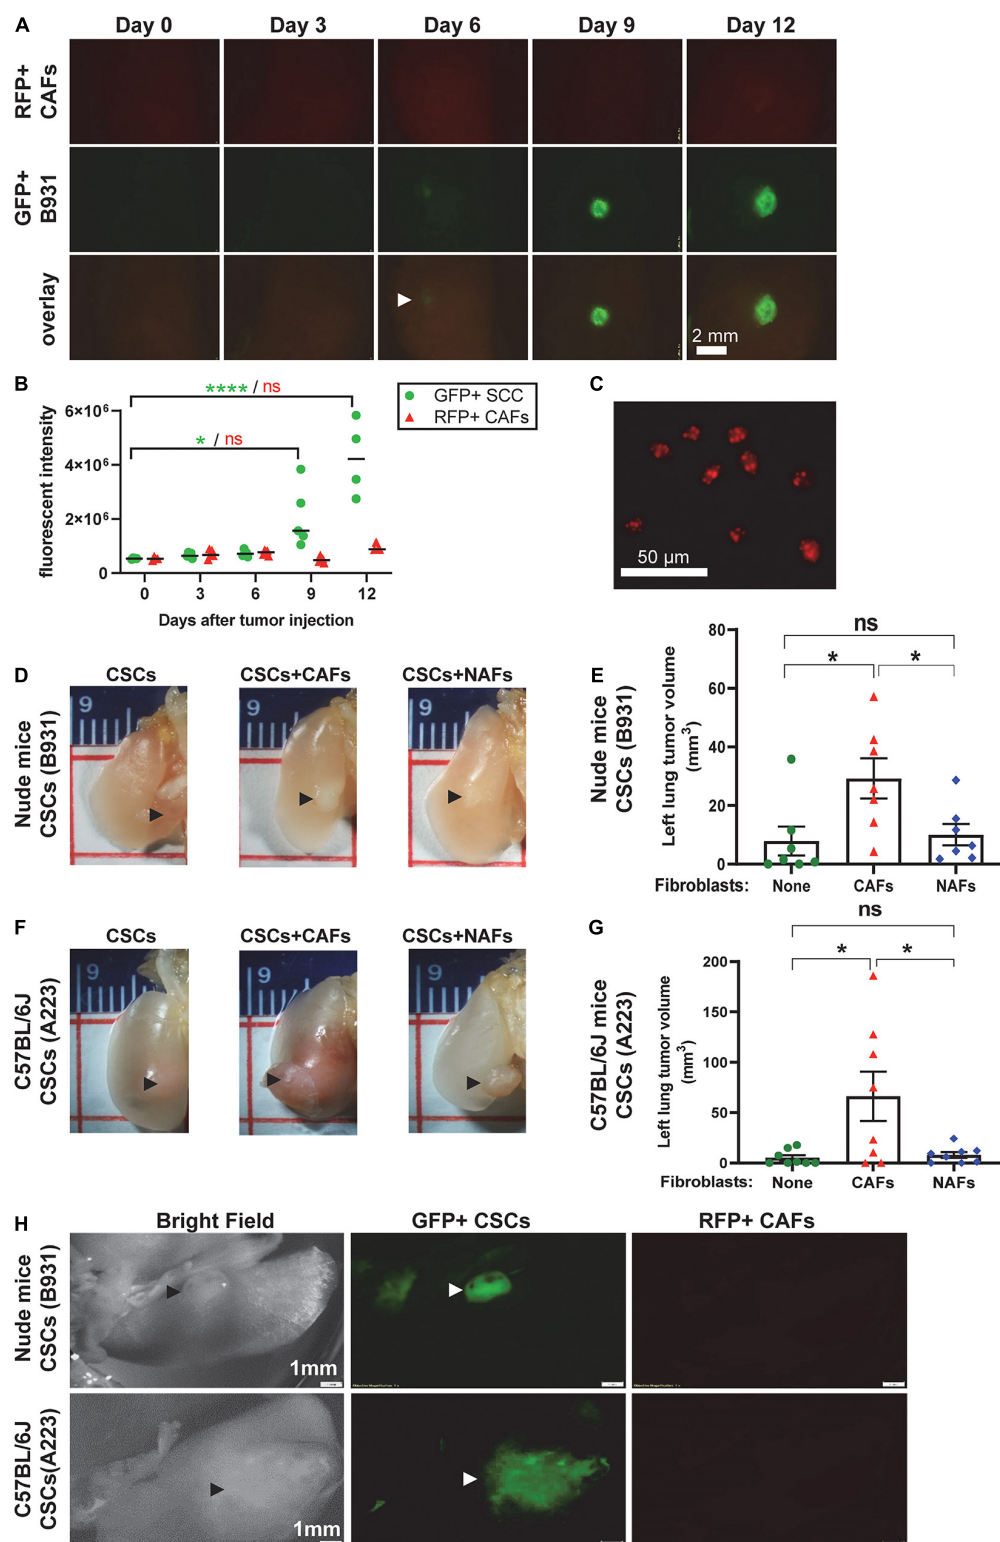 A
Day 0 Day 3 Day 6 Day 9 Day 12
RFP+
CAFs
GFP+
B931
overlay
2 mm
B
**** / ns
* / ns
GFP+ SCC
RFP+ CAFs
fluorescent intensity
6×10⁶
4×10⁶
2×10⁶
0
0 3 6 9 12
Days after tumor injection
C
50 µm
D
CSCs CSCs+CAFs CSCs+NAFs
Nude mice
CSCs (B931)
9 9 9
E
Nude mice
CSCs (B931)
Left lung tumor volume
(mm³)
80
60
40
20
0
ns
* *
Fibroblasts: None CAFs NAFs
F
CSCs CSCs+CAFs CSCs+NAFs
C57BL/6J mice
CSCs (A223)
9 9 9
G
C57BL/6J mice
CSCs (A223)
Left lung tumor volume
(mm³)
200
150
100
50
0
ns
* *
Fibroblasts: None CAFs NAFs
H
Bright Field GFP+ CSCs RFP+ CAFs
Nude mice
CSCs (B931)
1mm
C57BL/6J
CSCs(A223)
1mm